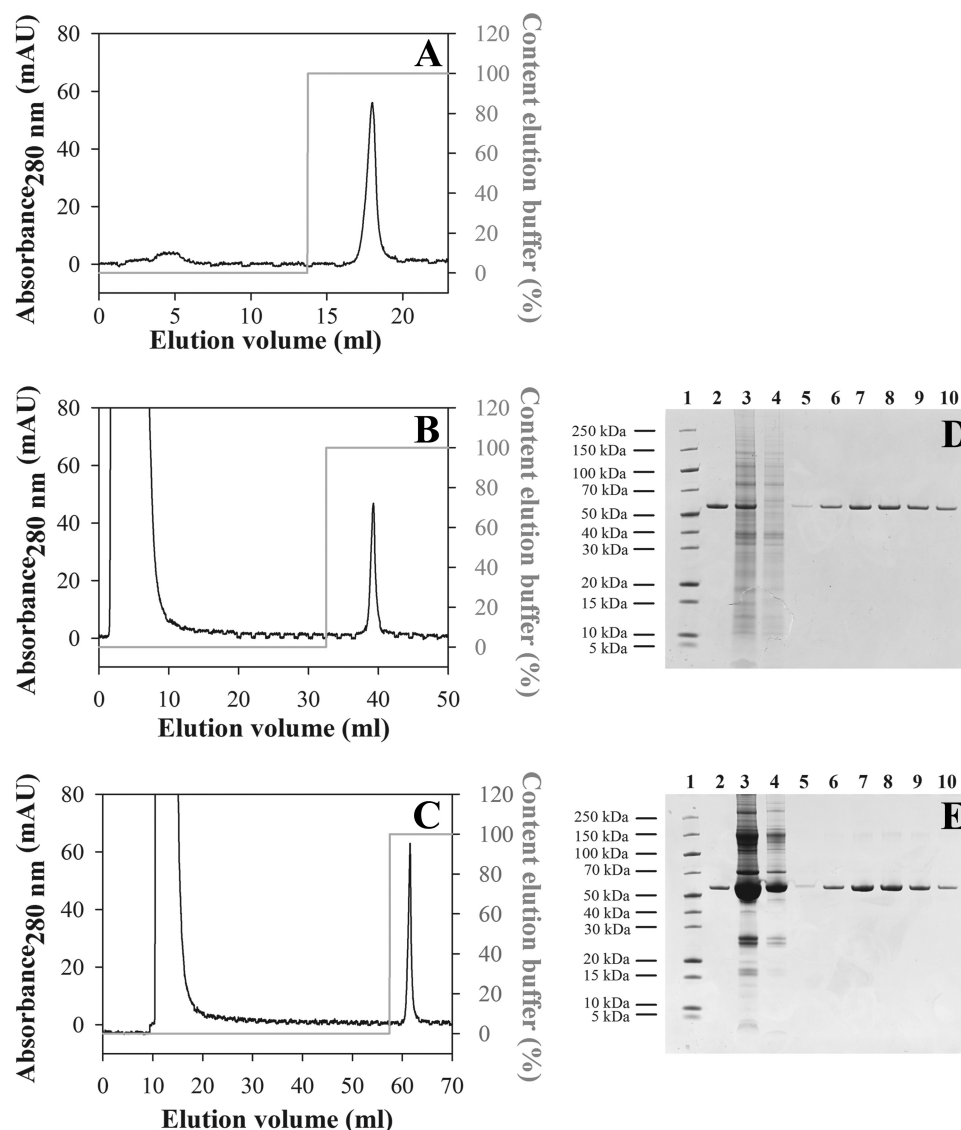 A
Absorbance280 nm (mAU)
80
60
40
20
0
Content elution buffer (%)
120
100
80
60
40
20
0
0 5 10 15 20
Elution volume (ml)
B
Absorbance280 nm (mAU)
80
60
40
20
0
Content elution buffer (%)
120
100
80
60
40
20
0
0 10 20 30 40 50
Elution volume (ml)
C
Absorbance280 nm (mAU)
80
60
40
20
0
Content elution buffer (%)
120
100
80
60
40
20
0
0 10 20 30 40 50 60 70
Elution volume (ml)
1 2 3 4 5 6 7 8 9 10
D
250 kDa
150 kDa
100 kDa
70 kDa
50 kDa
40 kDa
30 kDa
20 kDa
15 kDa
10 kDa
5 kDa
1 2 3 4 5 6 7 8 9 10
E
250 kDa
150 kDa
100 kDa
70 kDa
50 kDa
40 kDa
30 kDa
20 kDa
15 kDa
10 kDa
5 kDa